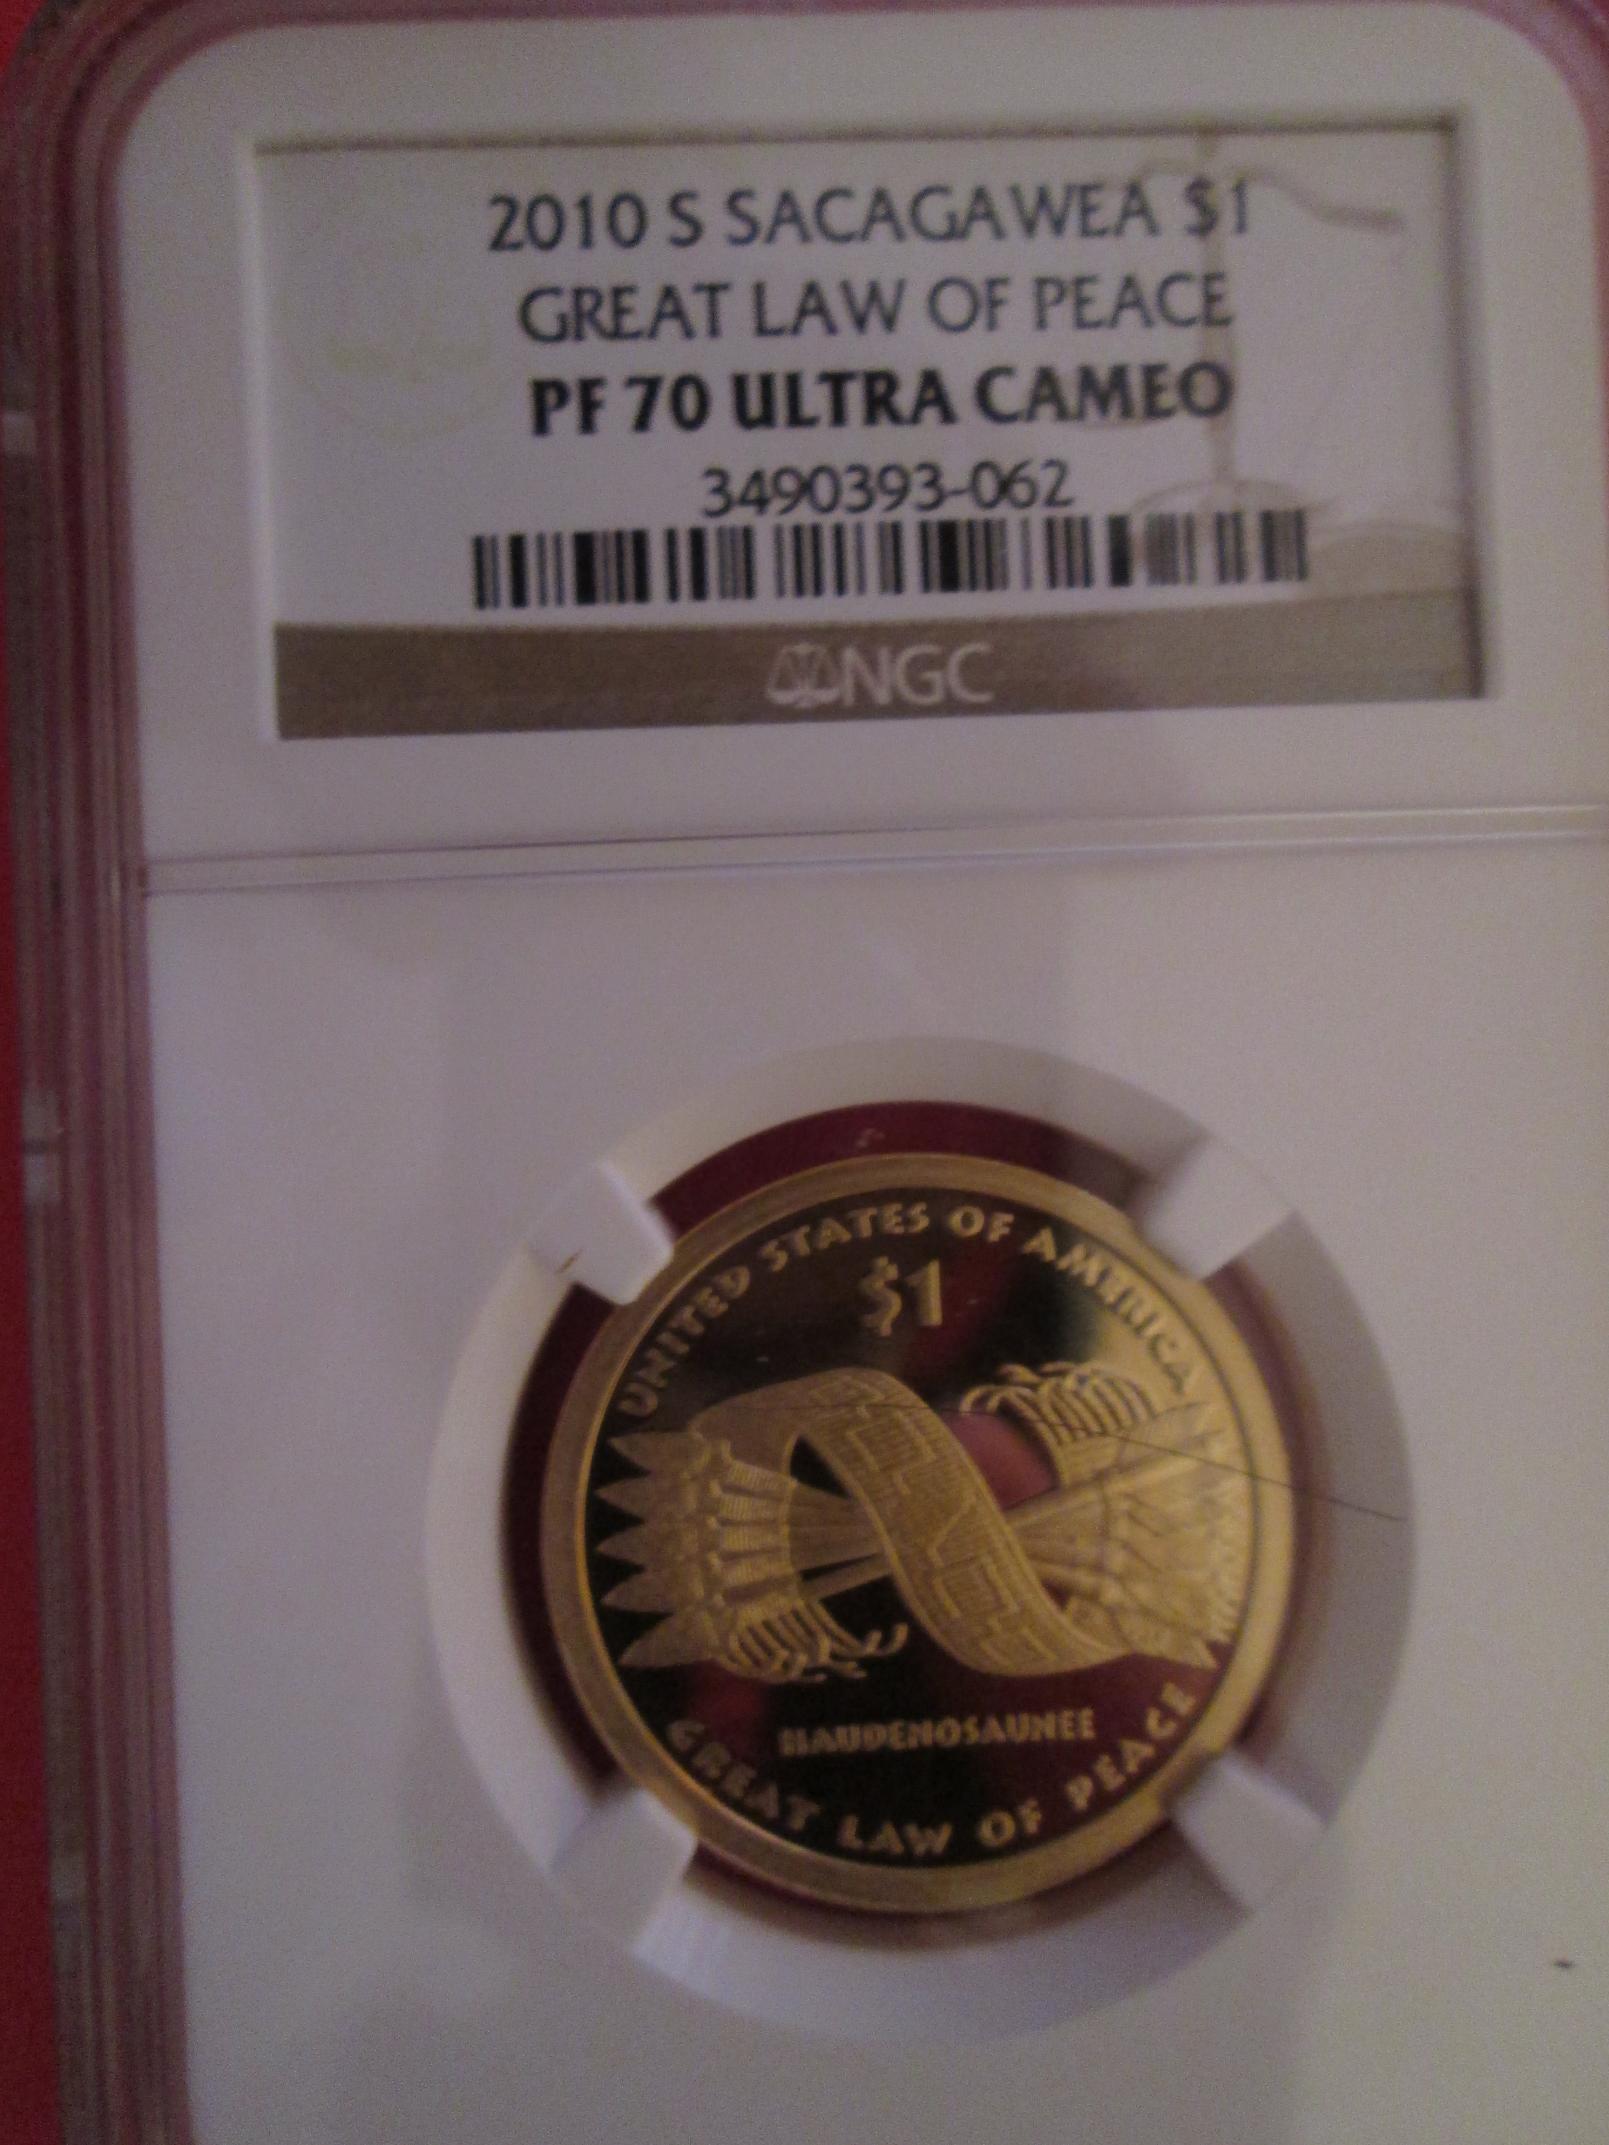 2010 S SACAGAWEA $1
GREAT LAW OF PEACE
PF 70 ULTRA CAMEO
3490393-062
NGC
UNITED STATES OF AMERICA
$1
HAUDENOSAUNEE
GREAT LAW OF PEACE